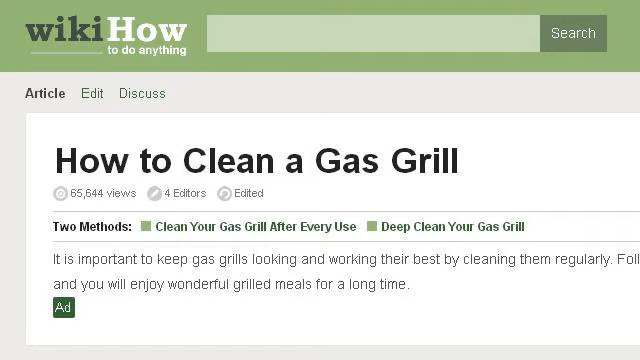 wikiHow
to do anything
Search
Article Edit Discuss
How to Clean a Gas Grill
65,644 views 4 Editors Edited
Two Methods: Clean Your Gas Grill After Every Use Deep Clean Your Gas Grill
It is important to keep gas grills looking and working their best by cleaning them regularly. Foll
and you will enjoy wonderful grilled meals for a long time.
Ad